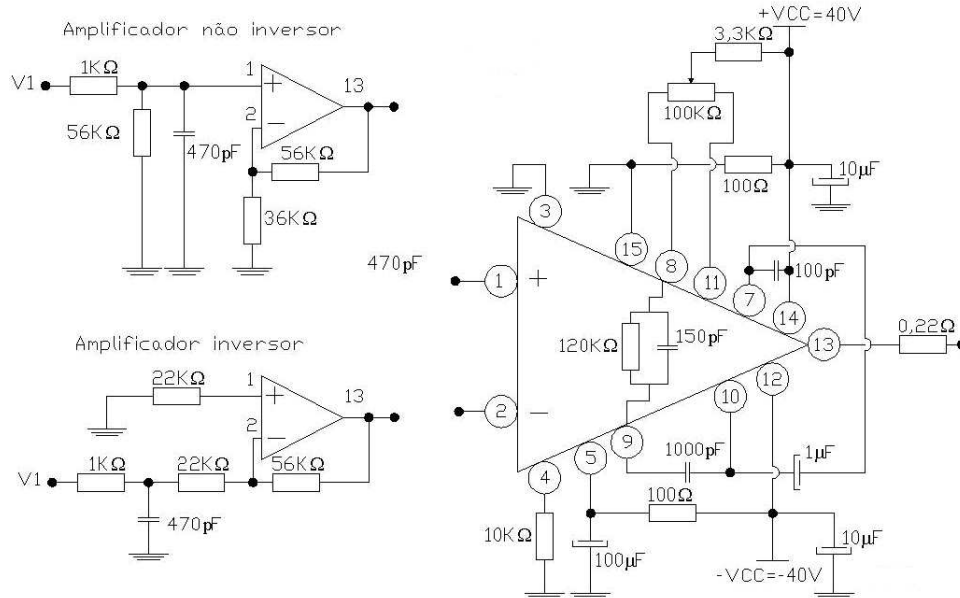 Amplificador não inversor
V1
1KΩ
1
+
13
2
−
56KΩ
470pF
56KΩ
36KΩ
Amplificador inversor
22KΩ
1
+
13
2
−
V1
1KΩ
22KΩ
56KΩ
470pF
470pF
+VCC=40V
3,3KΩ
100KΩ
100Ω
10µF
3
15
8
11
7
100pF
14
1
+
120KΩ
150pF
13
0,22Ω
12
10
2
−
9
1000pF
1µF
5
4
100Ω
10KΩ
100µF
10µF
-VCC=-40V